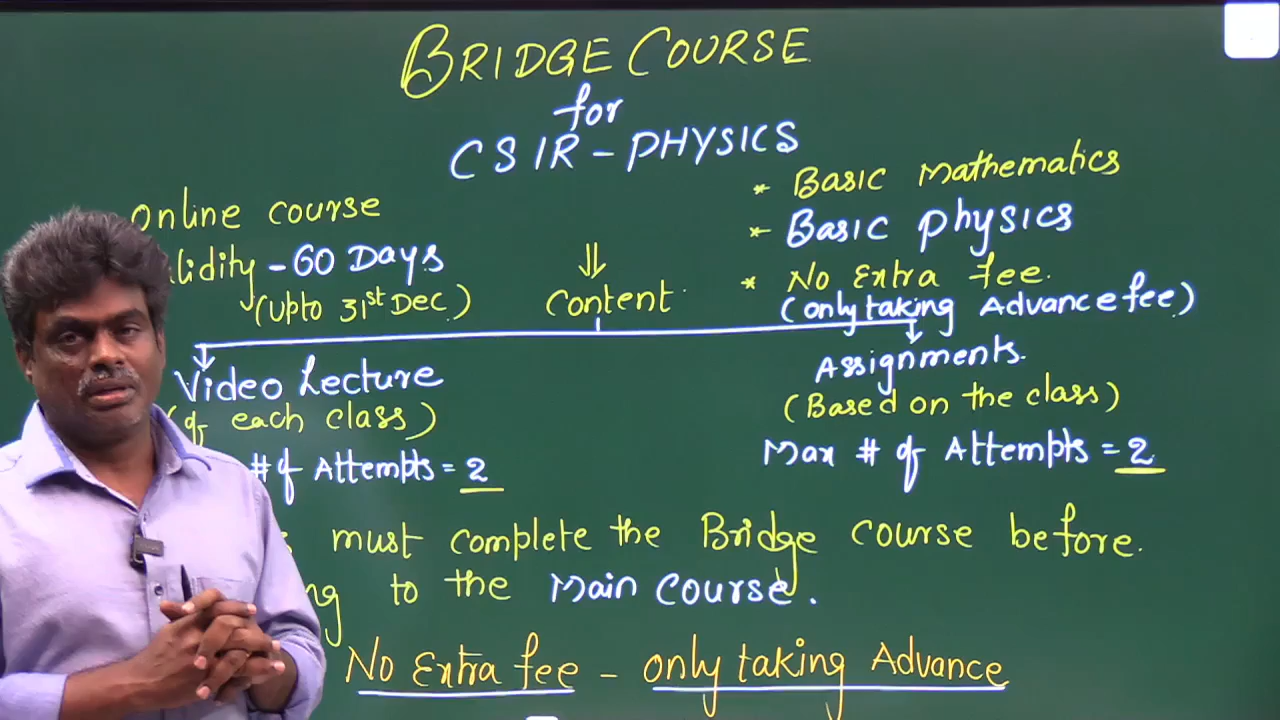 BRIDGE COURSE
for
CSIR - PHYSICS
Online course
- 60 Days
(upto 31st Dec.)
⇓
Content
* Basic Mathematics
* Basic physics
* No Extra fee.
(only taking Advance fee.)
Video Lecture
(of each class)
# of Attempts = 2
Assignments.
(Based on the class)
Max # of Attempts = 2
must complete the Bridge course before.
to the Main Course.
No Extra fee - only taking Advance